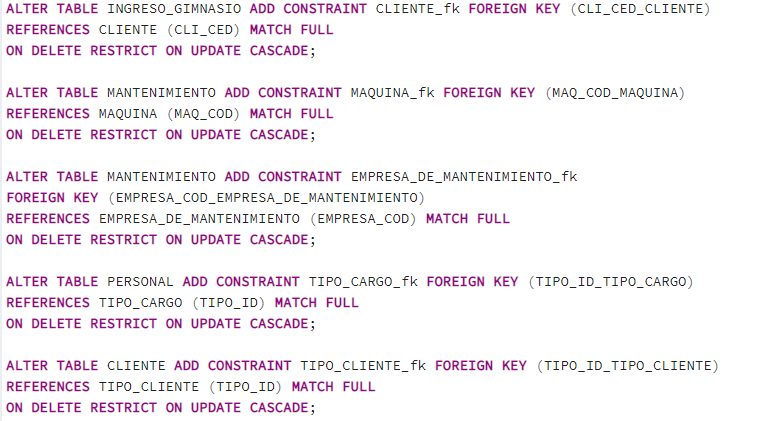 ALTER TABLE INGRESO_GIMNASIO ADD CONSTRAINT CLIENTE_fk FOREIGN KEY (CLI_CED_CLIENTE)
REFERENCES CLIENTE (CLI_CED) MATCH FULL
ON DELETE RESTRICT ON UPDATE CASCADE;
ALTER TABLE MANTENIMIENTO ADD CONSTRAINT MAQUINA_fk FOREIGN KEY (MAQ_COD_MAQUINA)
REFERENCES MAQUINA (MAQ_COD) MATCH FULL
ON DELETE RESTRICT ON UPDATE CASCADE;
ALTER TABLE MANTENIMIENTO ADD CONSTRAINT EMPRESA_DE_MANTENIMIENTO_fk
FOREIGN KEY (EMPRESA_COD_EMPRESA_DE_MANTENIMIENTO)
REFERENCES EMPRESA_DE_MANTENIMIENTO (EMPRESA_COD) MATCH FULL
ON DELETE RESTRICT ON UPDATE CASCADE;
ALTER TABLE PERSONAL ADD CONSTRAINT TIPO_CARGO_fk FOREIGN KEY (TIPO_ID_TIPO_CARGO)
REFERENCES TIPO_CARGO (TIPO_ID) MATCH FULL
ON DELETE RESTRICT ON UPDATE CASCADE;
ALTER TABLE CLIENTE ADD CONSTRAINT TIPO_CLIENTE_fk FOREIGN KEY (TIPO_ID_TIPO_CLIENTE)
REFERENCES TIPO_CLIENTE (TIPO_ID) MATCH FULL
ON DELETE RESTRICT ON UPDATE CASCADE;